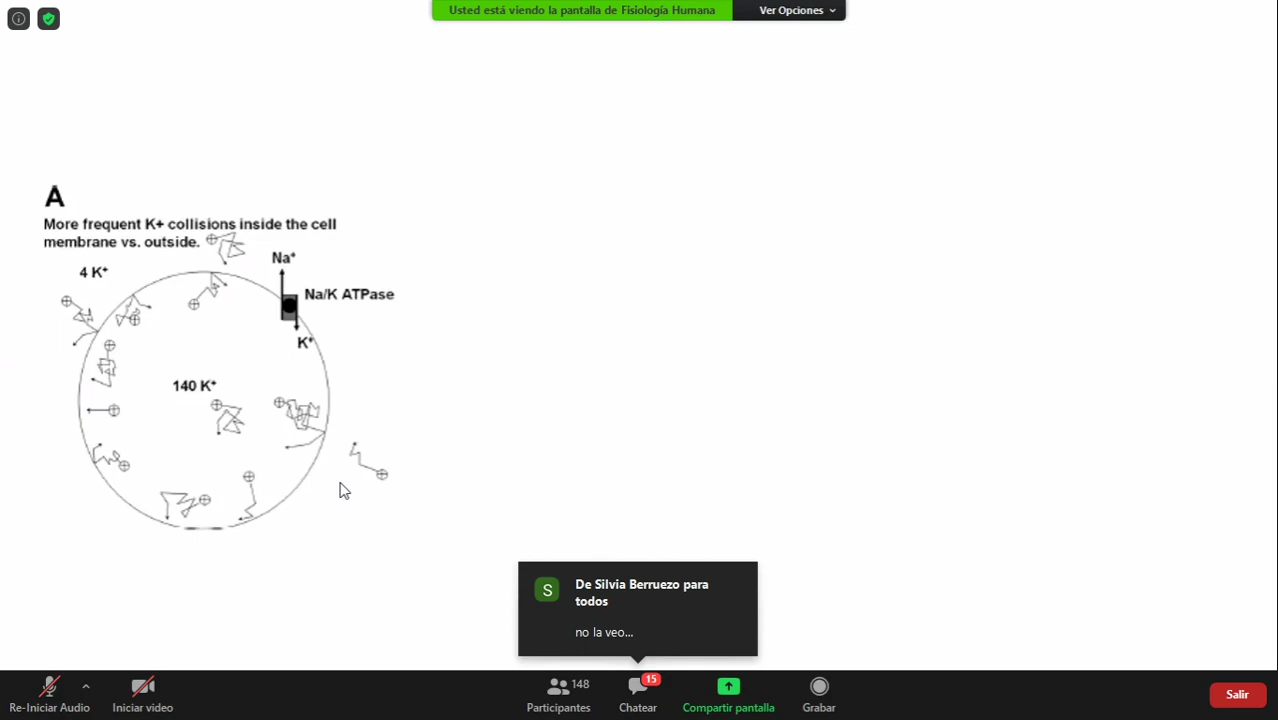 Usted está viendo la pantalla de Fisiología Humana
Ver Opciones
A
More frequent K+ collisions inside the cell
membrane vs. outside.
4 K+
Na+
Na/K ATPase
K+
140 K+
S
De Silvia Berruezo para
todos
no la veo...
Re-Iniciar Audio
Iniciar video
148
Participantes
15
Chatear
Compartir pantalla
Grabar
Salir